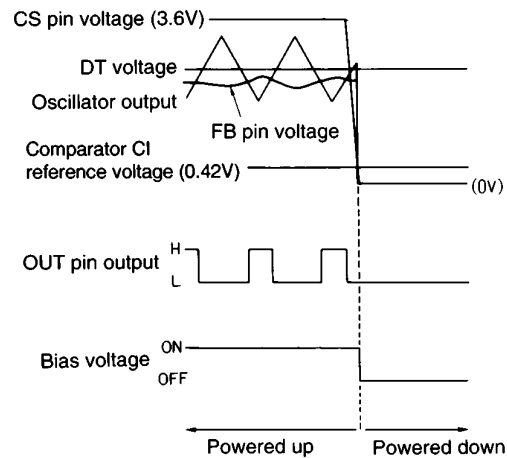 CS pin voltage (3.6V)
DT voltage
Oscillator output
FB pin voltage
Comparator CI
reference voltage (0.42V)
(0V)
OUT pin output
H
L
Bias voltage
ON
OFF
Powered up
Powered down